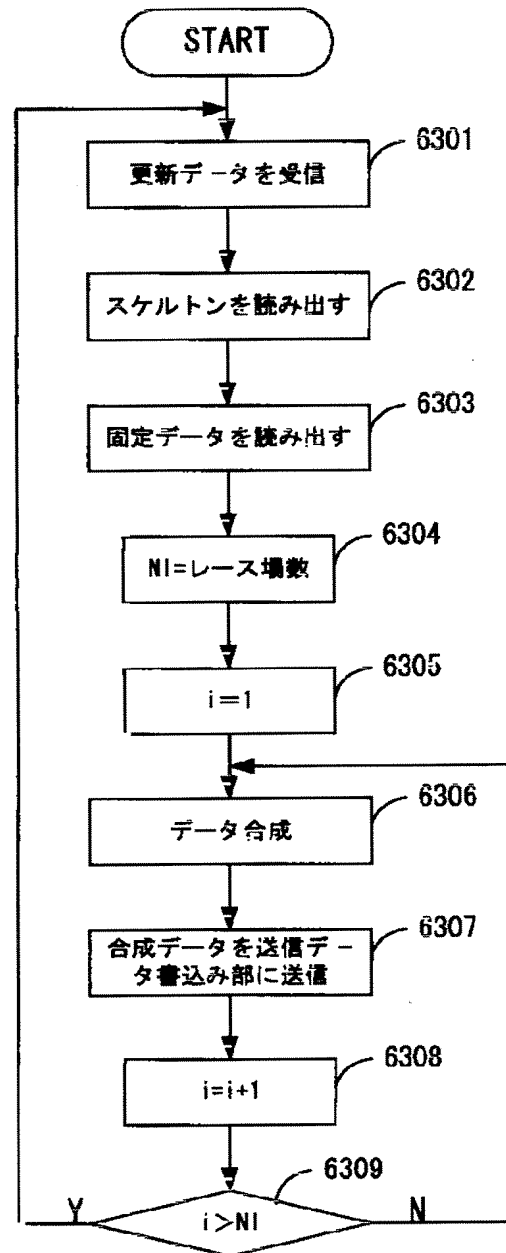 START
6301
更新データを受信
6302
スケルトンを読み出す
6303
固定データを読み出す
6304
NI=レース場数
6305
i=1
6306
データ合成
6307
合成データを送信デー
タ書込み部に送信
6308
i=i+1
6309
Y
i>NI
N